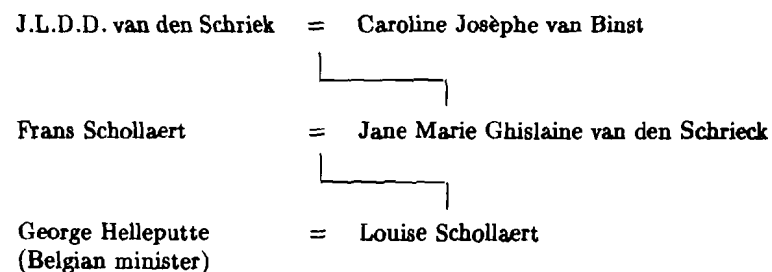 J.L.D.D. van den Schriek = Caroline Josèphe van Binst
Frans Schollaert = Jane Marie Ghislaine van den Schrieck
George Helleputte = Louise Schollaert
(Belgian minister)